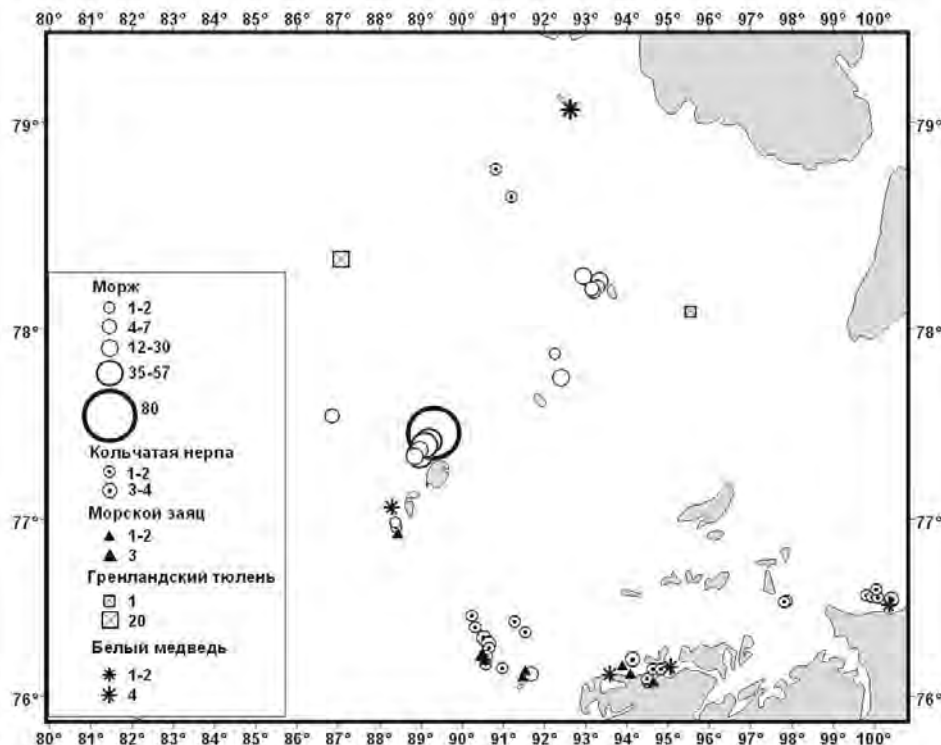 80° 81° 82° 83° 84° 85° 86° 87° 88° 89° 90° 91° 92° 93° 94° 95° 96° 97° 98° 99° 100°
79° 79°
78° 78°
77° 77°
76° 76°
Морж
1-2
4-7
12-30
35-57
80
Кольчатая нерпа
1-2
3-4
Морской заяц
1-2
3
Гренландский тюлень
1
20
Белый медведь
1-2
4
80° 81° 82° 83° 84° 85° 86° 87° 88° 89° 90° 91° 92° 93° 94° 95° 96° 97° 98° 99° 100°